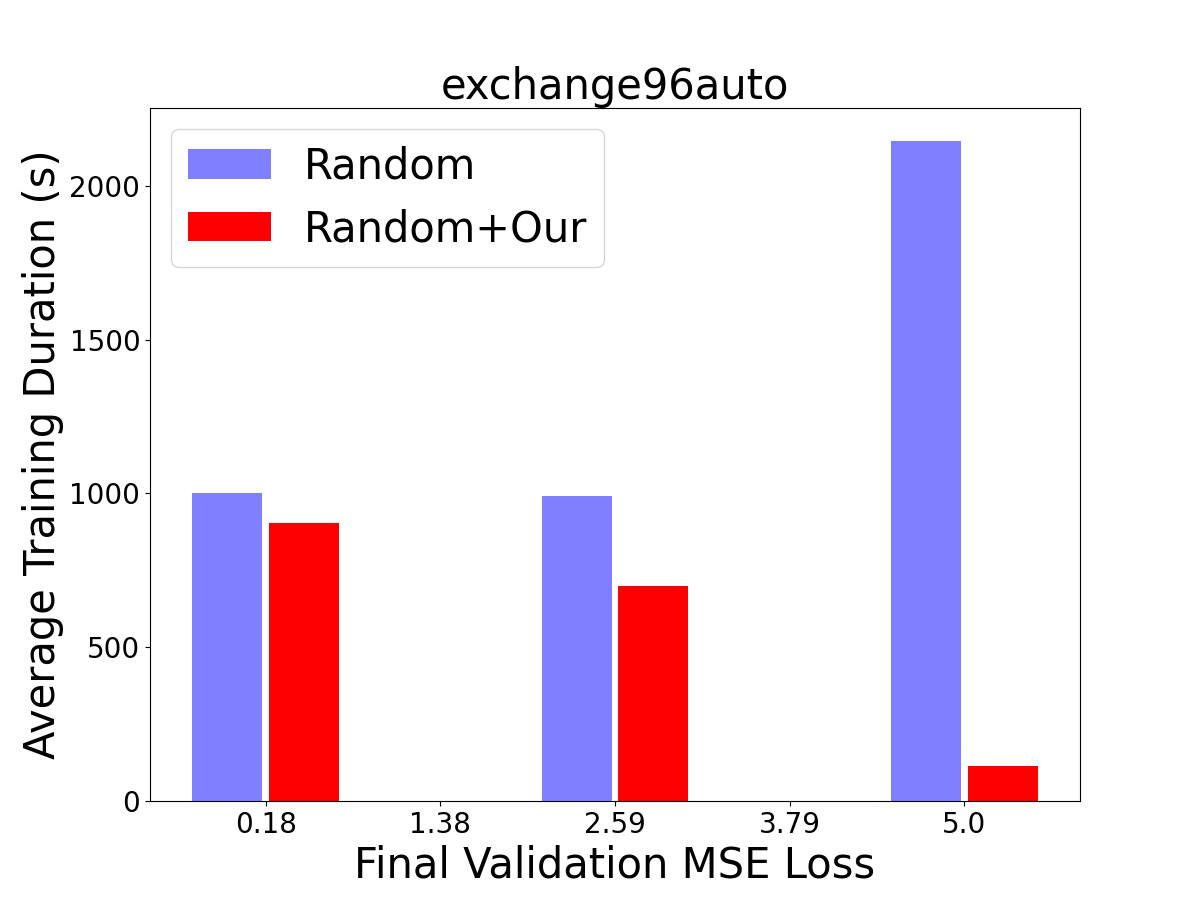 exchange96auto
Random
Random+Our
Average Training Duration (s)
2000
1500
1000
500
0
0.18 1.38 2.59 3.79 5.0
Final Validation MSE Loss